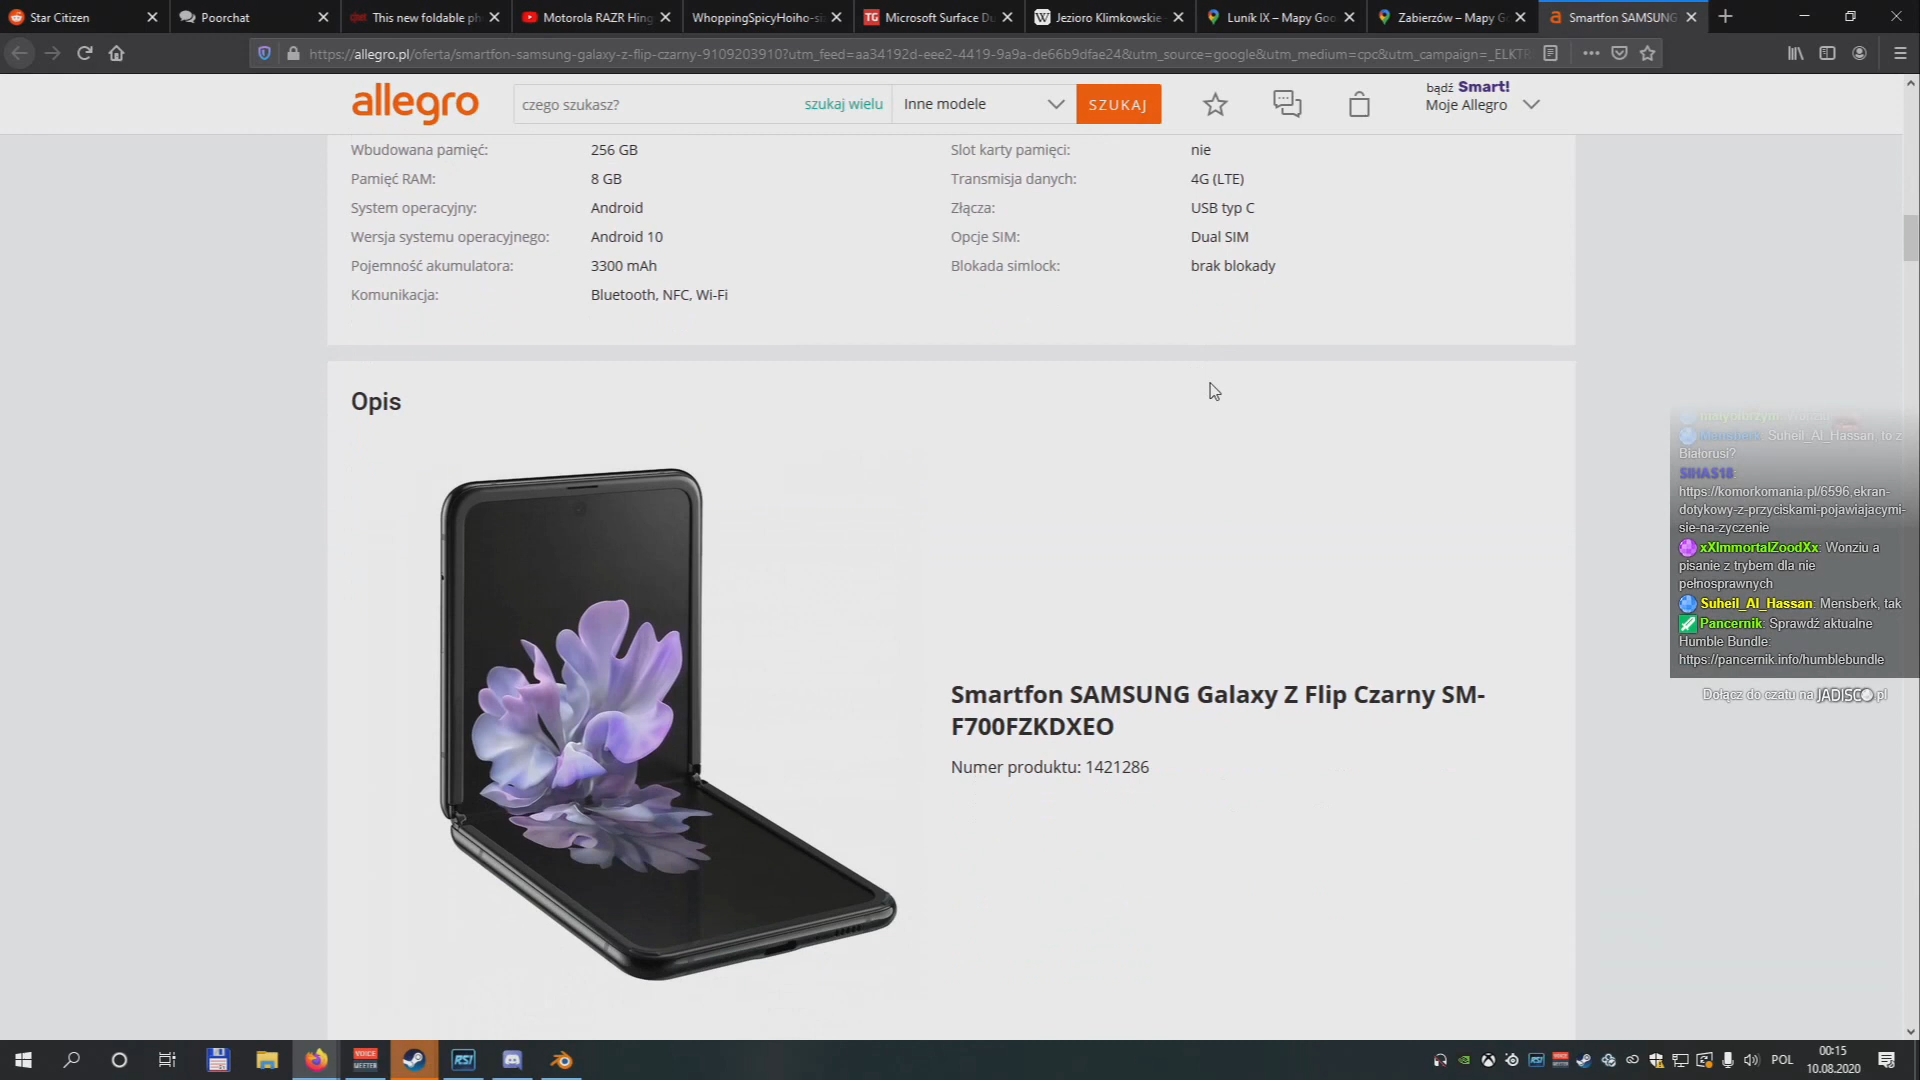 Star Citizen
Poorchat
This new foldable ph
Motorola RAZR Hing
WhoppingSpicyHoiho-si
Microsoft Surface Du
Jezioro Klimkowskie -
Luník IX – Mapy Goo
Zabierzów – Mapy G
Smartfon SAMSUNG
https://allegro.pl/oferta/smartfon-samsung-galaxy-z-flip-czarny-9109203910?utm_feed=aa34192d-eee2-4419-9a9a-de66b9dfae24&utm_source=google&utm_medium=cpc&utm_campaign=_ELKTR
allegro
czego szukasz?
szukaj wielu
Inne modele
SZUKAJ
bądź Smart!
Moje Allegro
Wbudowana pamięć: 256 GB
Slot karty pamięci: nie
Pamięć RAM: 8 GB
Transmisja danych: 4G (LTE)
System operacyjny: Android
Złącza: USB typ C
Wersja systemu operacyjnego: Android 10
Opcje SIM: Dual SIM
Pojemność akumulatora: 3300 mAh
Blokada simlock: brak blokady
Komunikacja: Bluetooth, NFC, Wi-Fi
Opis
Smartfon SAMSUNG Galaxy Z Flip Czarny SM-
F700FZKDXEO
Numer produktu: 1421286
Mensberk: Suheil_Al_Hassan, to z
Białorusi?
SIHAS18:
https://komorkomania.pl/6596,ekran-
dotykowy-z-przyciskami-pojawiajacymi-
sie-na-zyczenie
xXImmortalZoodXx: Wonziu a
pisanie z trybem dla nie
pełnosprawnych
Suheil_Al_Hassan: Mensberk, tak
Pancernik: Sprawdź aktualne
Humble Bundle:
https://pancernik.info/humblebundle
Dołącz do czatu na JADISCO.pl
VOICE
MEETER
RSI
POL
00:15
10.08.2020